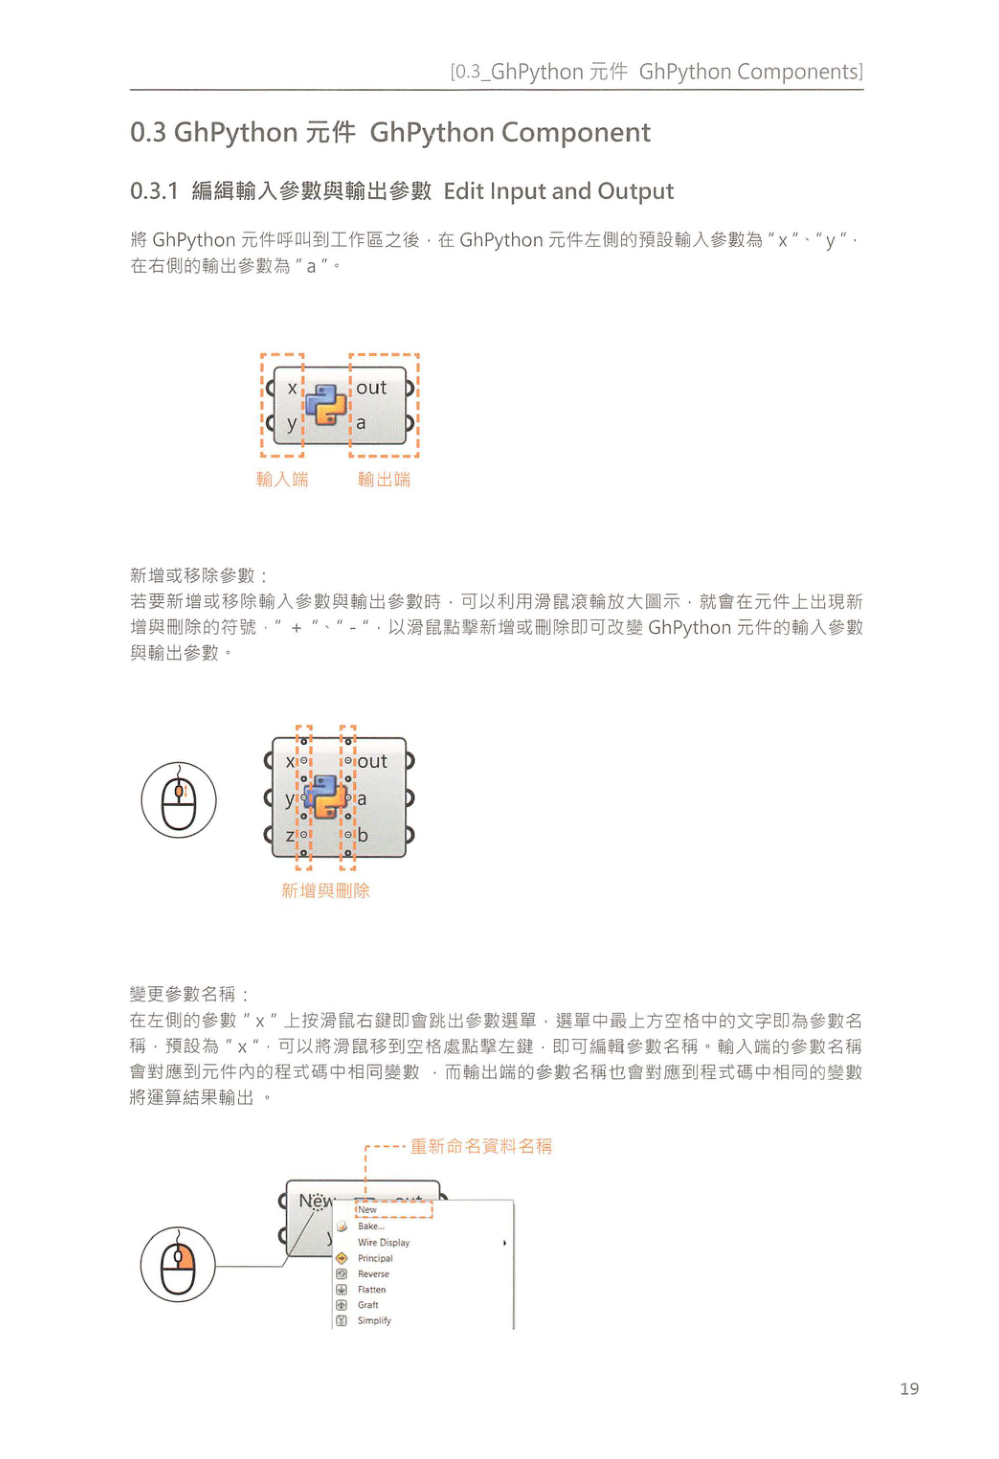 [0.3_GhPython 元件 GhPython Components]
0.3 GhPython 元件 GhPython Component
0.3.1 編緝輸入參數與輸出參數 Edit Input and Output
將 GhPython 元件呼叫到工作區之後，在 GhPython 元件左側的預設輸入參數為 " x "、" y "，
在右側的輸出參數為 " a "。
x out
y a
輸入端 輸出端
新增或移除參數：
若要新增或移除輸入參數與輸出參數時，可以利用滑鼠滾輪放大圖示，就會在元件上出現新
增與刪除的符號，" + "、" - "，以滑鼠點擊新增或刪除即可改變 GhPython 元件的輸入參數
與輸出參數。
x out
y a
z b
新增與刪除
變更參數名稱：
在左側的參數 " x " 上按滑鼠右鍵即會跳出參數選單，選單中最上方空格中的文字即為參數名
稱，預設為 " x "，可以將滑鼠移到空格處點擊左鍵，即可編輯參數名稱。輸入端的參數名稱
會對應到元件內的程式碼中相同變數 ，而輸出端的參數名稱也會對應到程式碼中相同的變數
將運算結果輸出 。
重新命名資料名稱
New out
y
New
Bake...
Wire Display
Principal
Reverse
Flatten
Graft
Simplify
19